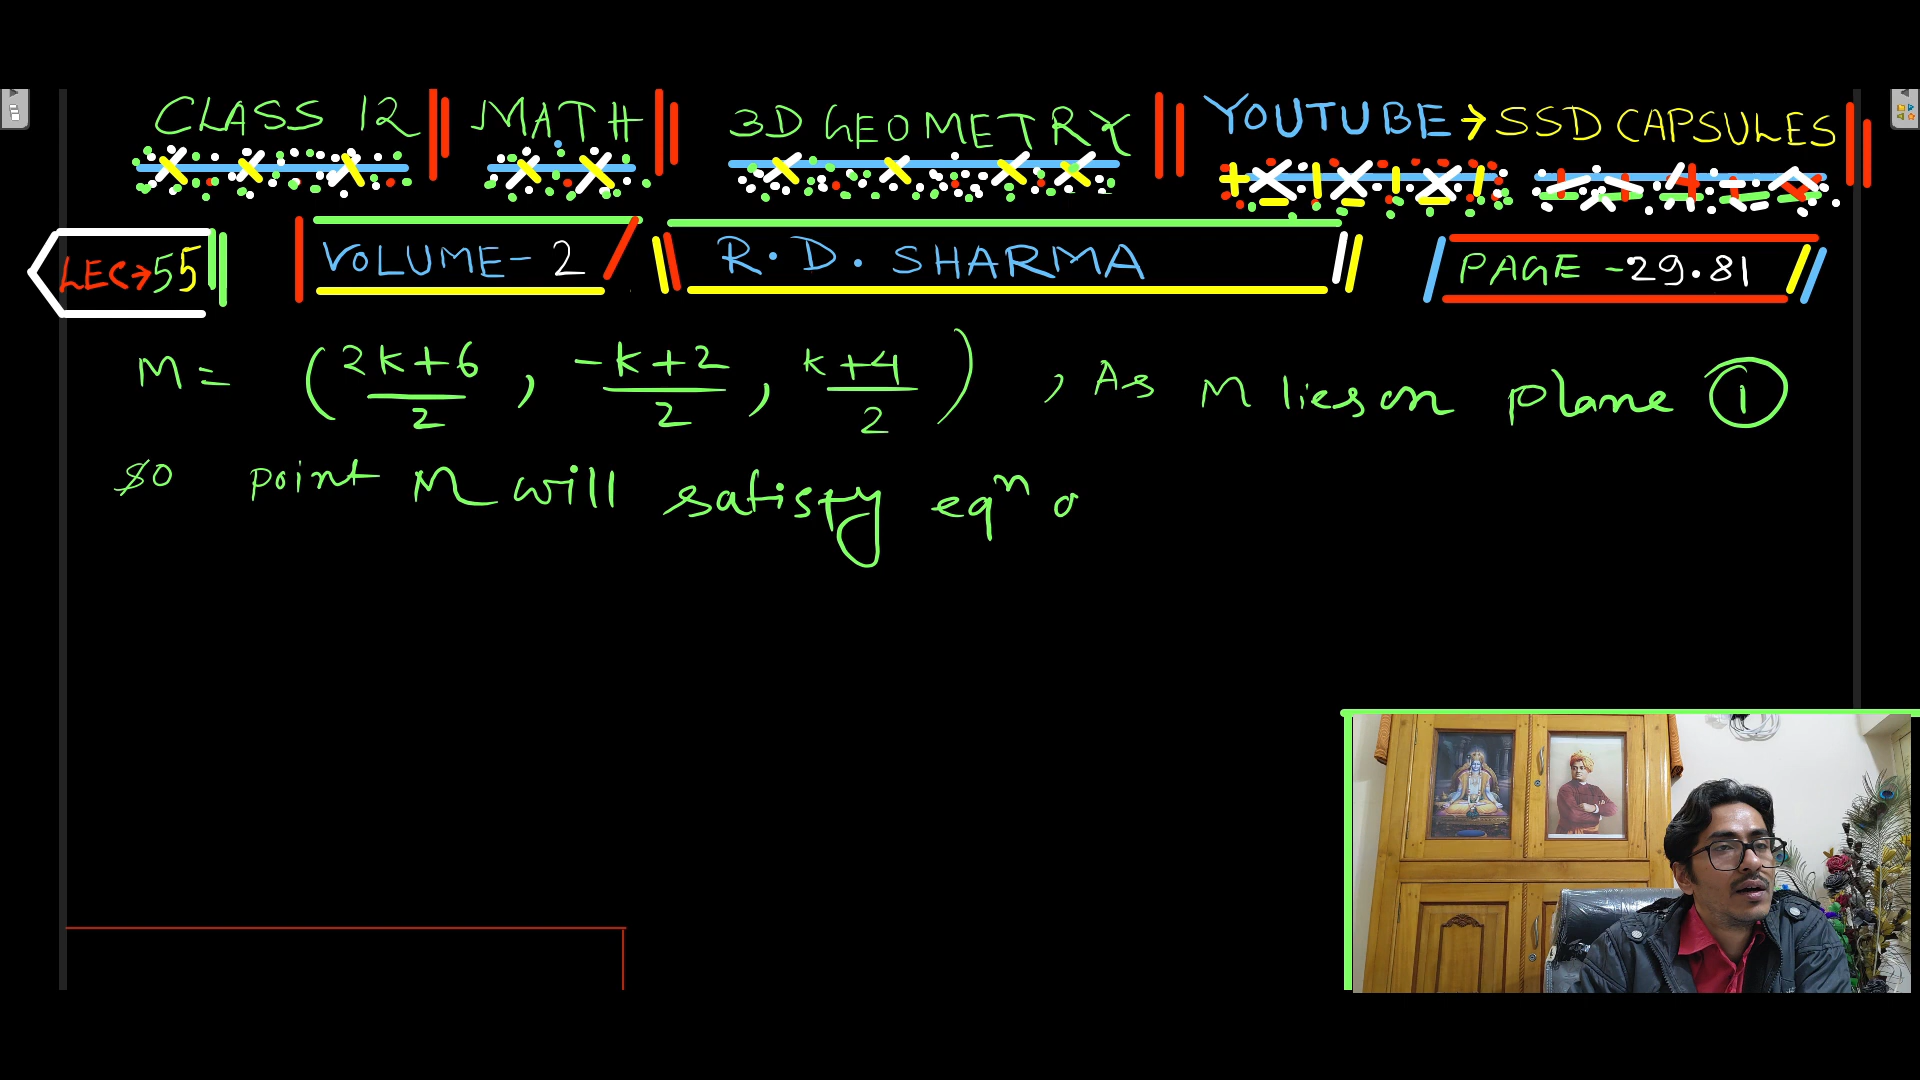 CLASS 12 || MATH || 3D GEOMETRY || YOUTUBE → SSD CAPSULES ||
LEC→55 VOLUME-2 R.D. SHARMA PAGE-29.81
M = (2k+6/2, -k+2/2, k+4/2), As M lies on plane ①
so point M will satisfy eqⁿ o